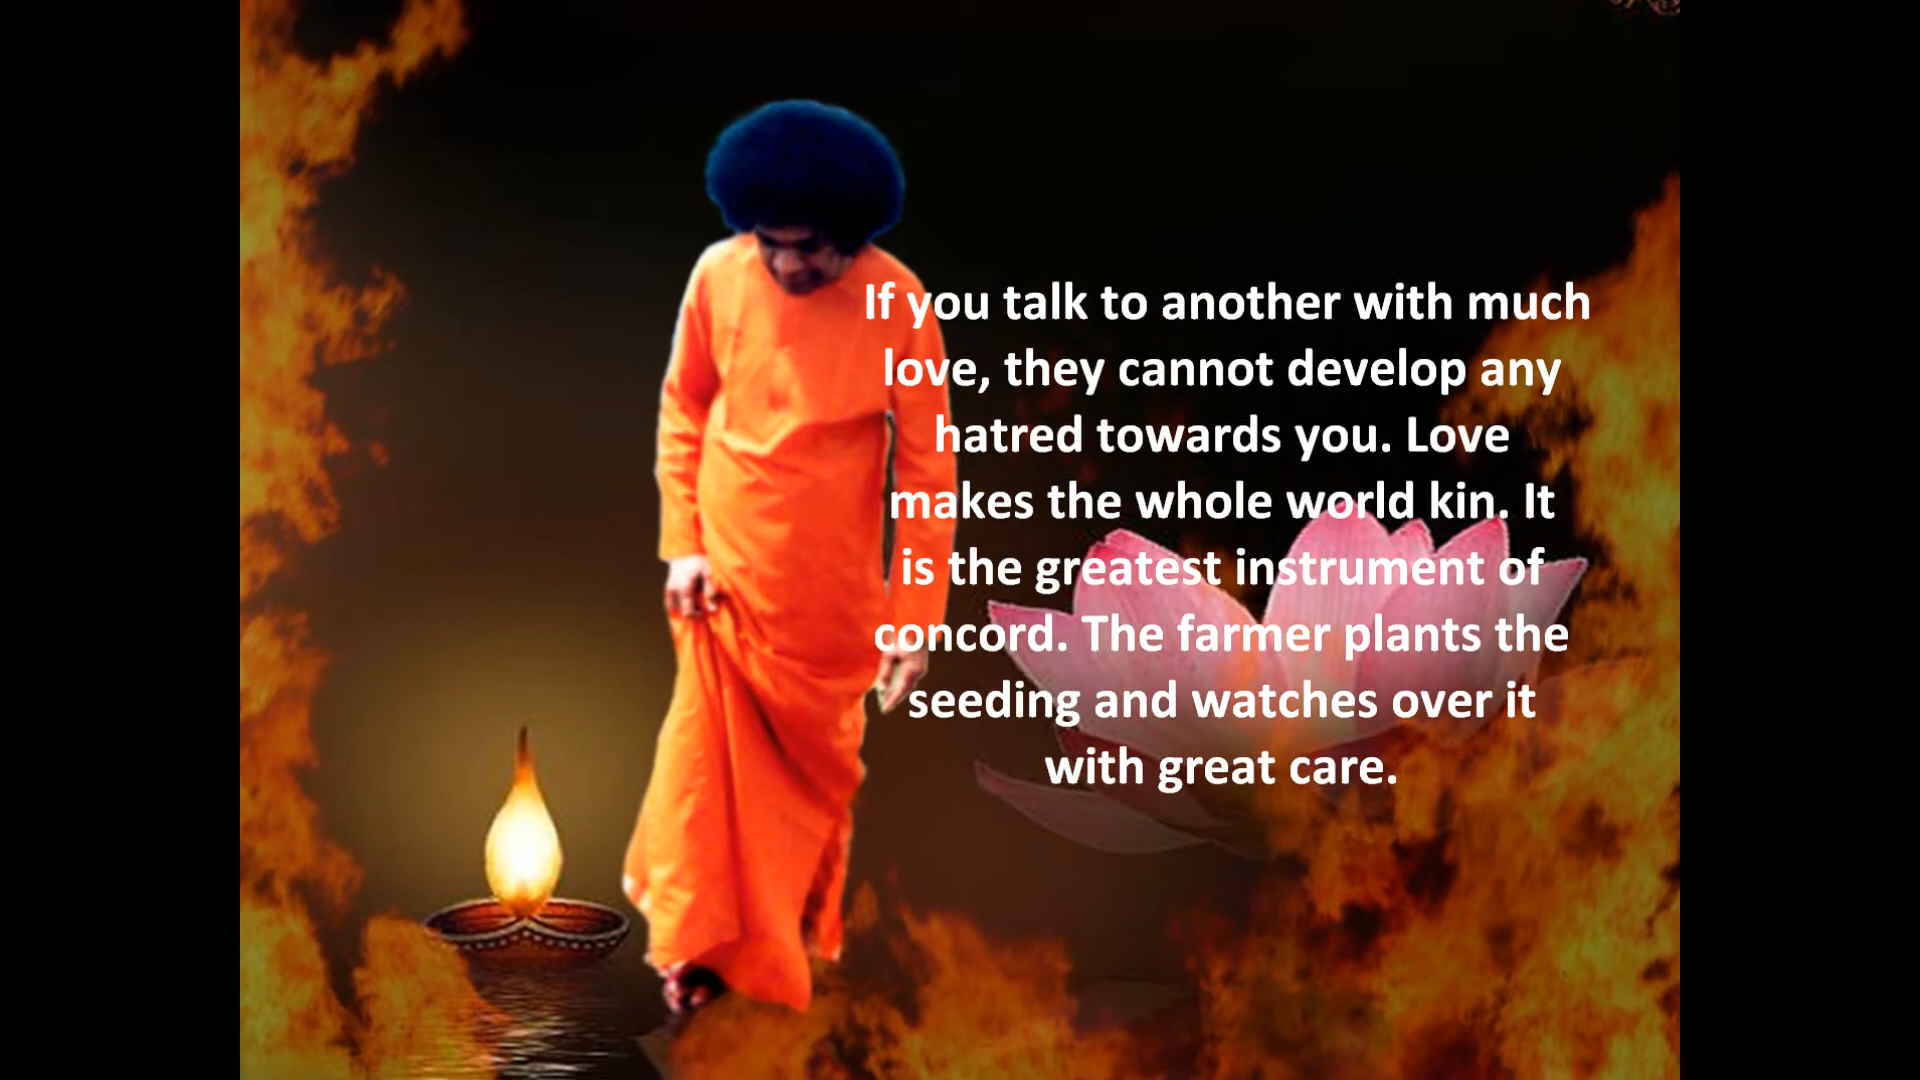 If you talk to another with much
love, they cannot develop any
hatred towards you. Love
makes the whole world kin. It
is the greatest instrument of
concord. The farmer plants the
seeding and watches over it
with great care.